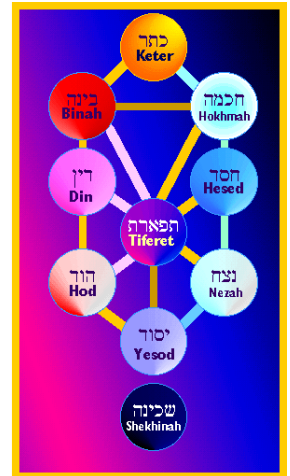 כתר
Keter
בינה
Binah
חכמה
Hokhmah
דין
Din
חסד
Hesed
תפארת
Tiferet
הוד
Hod
נצח
Nezah
יסוד
Yesod
שכינה
Shekhinah